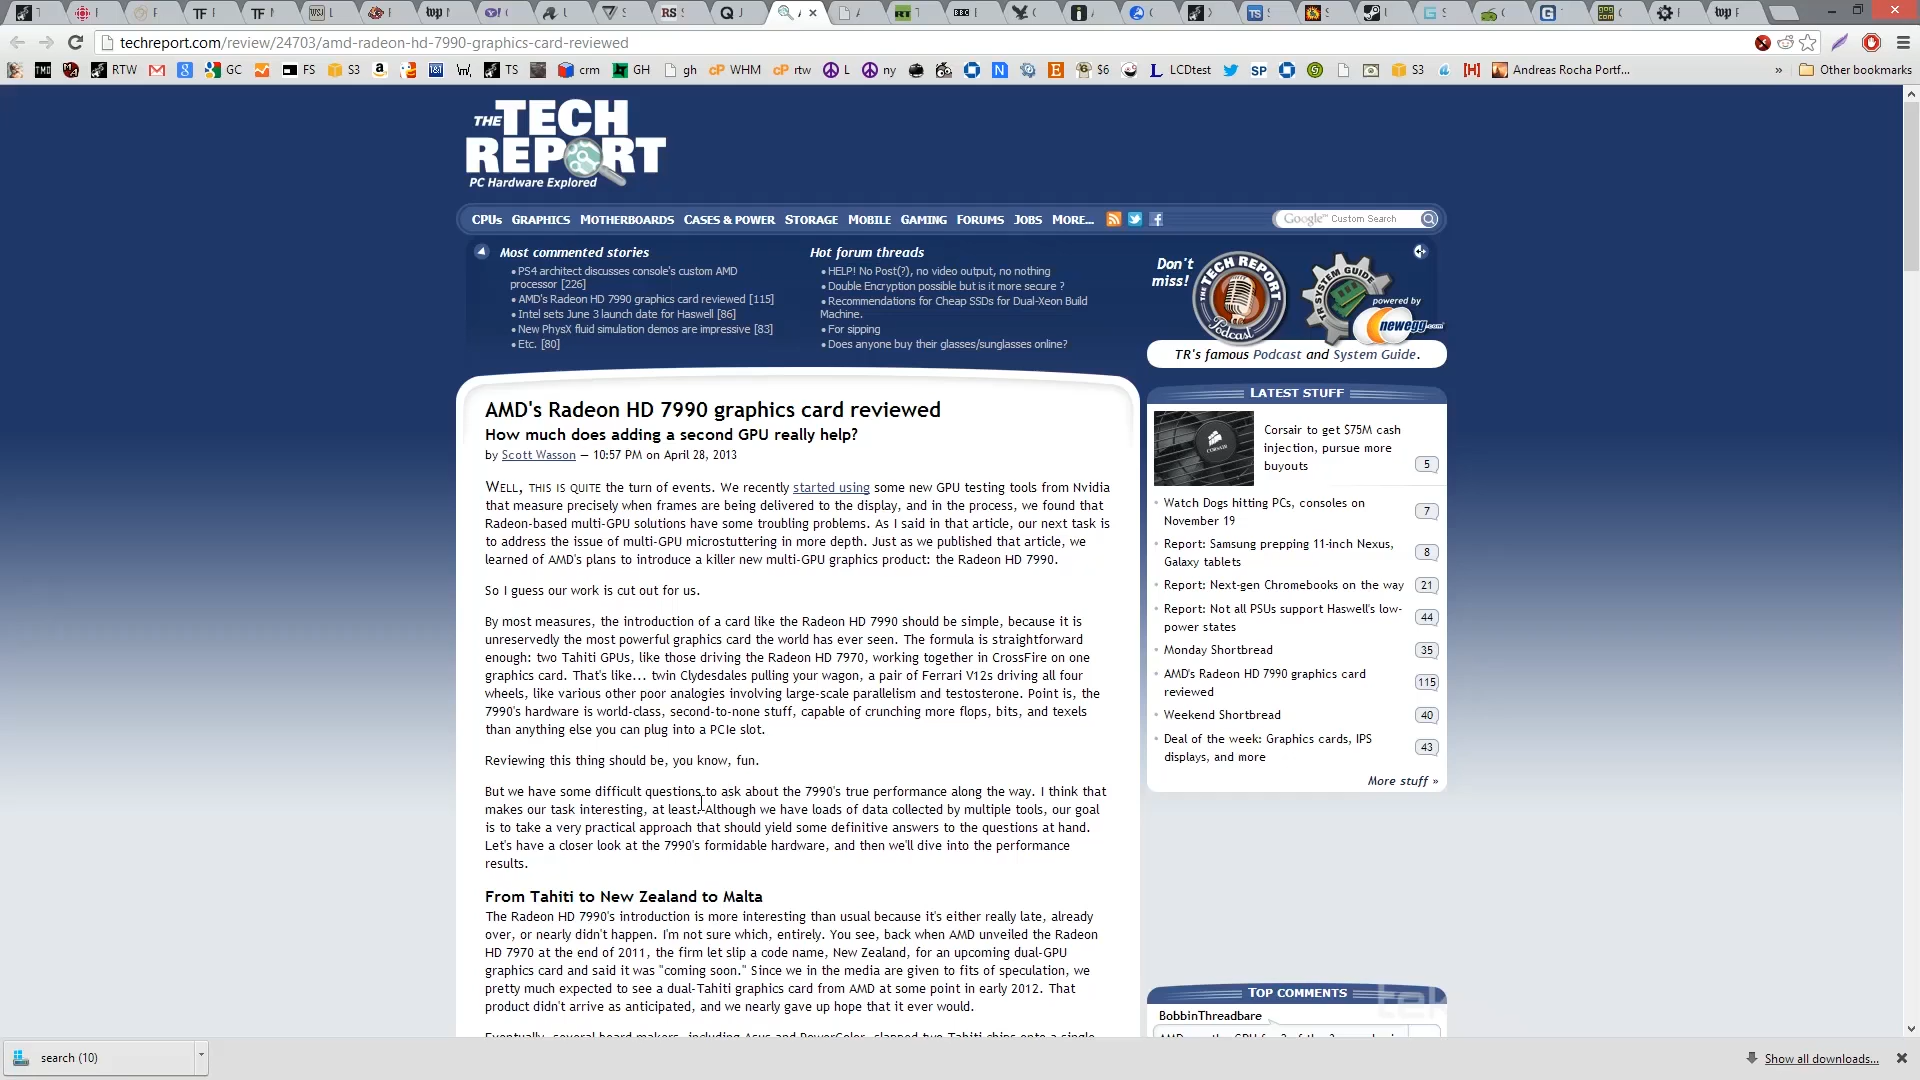 techreport.com/review/24703/amd-radeon-hd-7990-graphics-card-reviewed
RTW
GC
FS
S3
TS
crm
GH
gh
WHM
rtw
L
ny
$6
LCDtest
S3
Andreas Rocha Portf...
»
Other bookmarks
THE TECH REPORT
PC Hardware Explored
CPUs GRAPHICS MOTHERBOARDS CASES & POWER STORAGE MOBILE GAMING FORUMS JOBS MORE...
Google™ Custom Search
Most commented stories
• PS4 architect discusses console's custom AMD
processor [226]
• AMD's Radeon HD 7990 graphics card reviewed [115]
• Intel sets June 3 launch date for Haswell [86]
• New PhysX fluid simulation demos are impressive [83]
• Etc. [80]
Hot forum threads
• HELP! No Post(?), no video output, no nothing
• Double Encryption possible but is it more secure ?
• Recommendations for Cheap SSDs for Dual-Xeon Build
Machine.
• For sipping
• Does anyone buy their glasses/sunglasses online?
Don't
miss!
THE TECH REPORT
Podcast
TR SYSTEM GUIDE
powered by
newegg.com
TR's famous Podcast and System Guide.
AMD's Radeon HD 7990 graphics card reviewed
How much does adding a second GPU really help?
by Scott Wasson — 10:57 PM on April 28, 2013
WELL, THIS IS QUITE the turn of events. We recently started using some new GPU testing tools from Nvidia
that measure precisely when frames are being delivered to the display, and in the process, we found that
Radeon-based multi-GPU solutions have some troubling problems. As I said in that article, our next task is
to address the issue of multi-GPU microstuttering in more depth. Just as we published that article, we
learned of AMD's plans to introduce a killer new multi-GPU graphics product: the Radeon HD 7990.
So I guess our work is cut out for us.
By most measures, the introduction of a card like the Radeon HD 7990 should be simple, because it is
unreservedly the most powerful graphics card the world has ever seen. The formula is straightforward
enough: two Tahiti GPUs, like those driving the Radeon HD 7970, working together in CrossFire on one
graphics card. That's like... twin Clydesdales pulling your wagon, a pair of Ferrari V12s driving all four
wheels, like various other poor analogies involving large-scale parallelism and testosterone. Point is, the
7990's hardware is world-class, second-to-none stuff, capable of crunching more flops, bits, and texels
than anything else you can plug into a PCIe slot.
Reviewing this thing should be, you know, fun.
But we have some difficult questions to ask about the 7990's true performance along the way. I think that
makes our task interesting, at least. Although we have loads of data collected by multiple tools, our goal
is to take a very practical approach that should yield some definitive answers to the questions at hand.
Let's have a closer look at the 7990's formidable hardware, and then we'll dive into the performance
results.
From Tahiti to New Zealand to Malta
The Radeon HD 7990's introduction is more interesting than usual because it's either really late, already
over, or nearly didn't happen. I'm not sure which, entirely. You see, back when AMD unveiled the Radeon
HD 7970 at the end of 2011, the firm let slip a code name, New Zealand, for an upcoming dual-GPU
graphics card and said it was "coming soon." Since we in the media are given to fits of speculation, we
pretty much expected to see a dual-Tahiti graphics card from AMD at some point in early 2012. That
product didn't arrive as anticipated, and we nearly gave up hope that it ever would.
Eventually, several board makers, including Asus and PowerColor, slapped two Tahiti chips onto a single
LATEST STUFF
CORSAIR
Corsair to get $75M cash
injection, pursue more
buyouts
5
• Watch Dogs hitting PCs, consoles on
November 19
7
• Report: Samsung prepping 11-inch Nexus,
Galaxy tablets
8
• Report: Next-gen Chromebooks on the way
21
• Report: Not all PSUs support Haswell's low-
power states
44
• Monday Shortbread
35
• AMD's Radeon HD 7990 graphics card
reviewed
115
• Weekend Shortbread
40
• Deal of the week: Graphics cards, IPS
displays, and more
43
More stuff »
TOP COMMENTS
BobbinThreadbare
search (10)
Show all downloads...